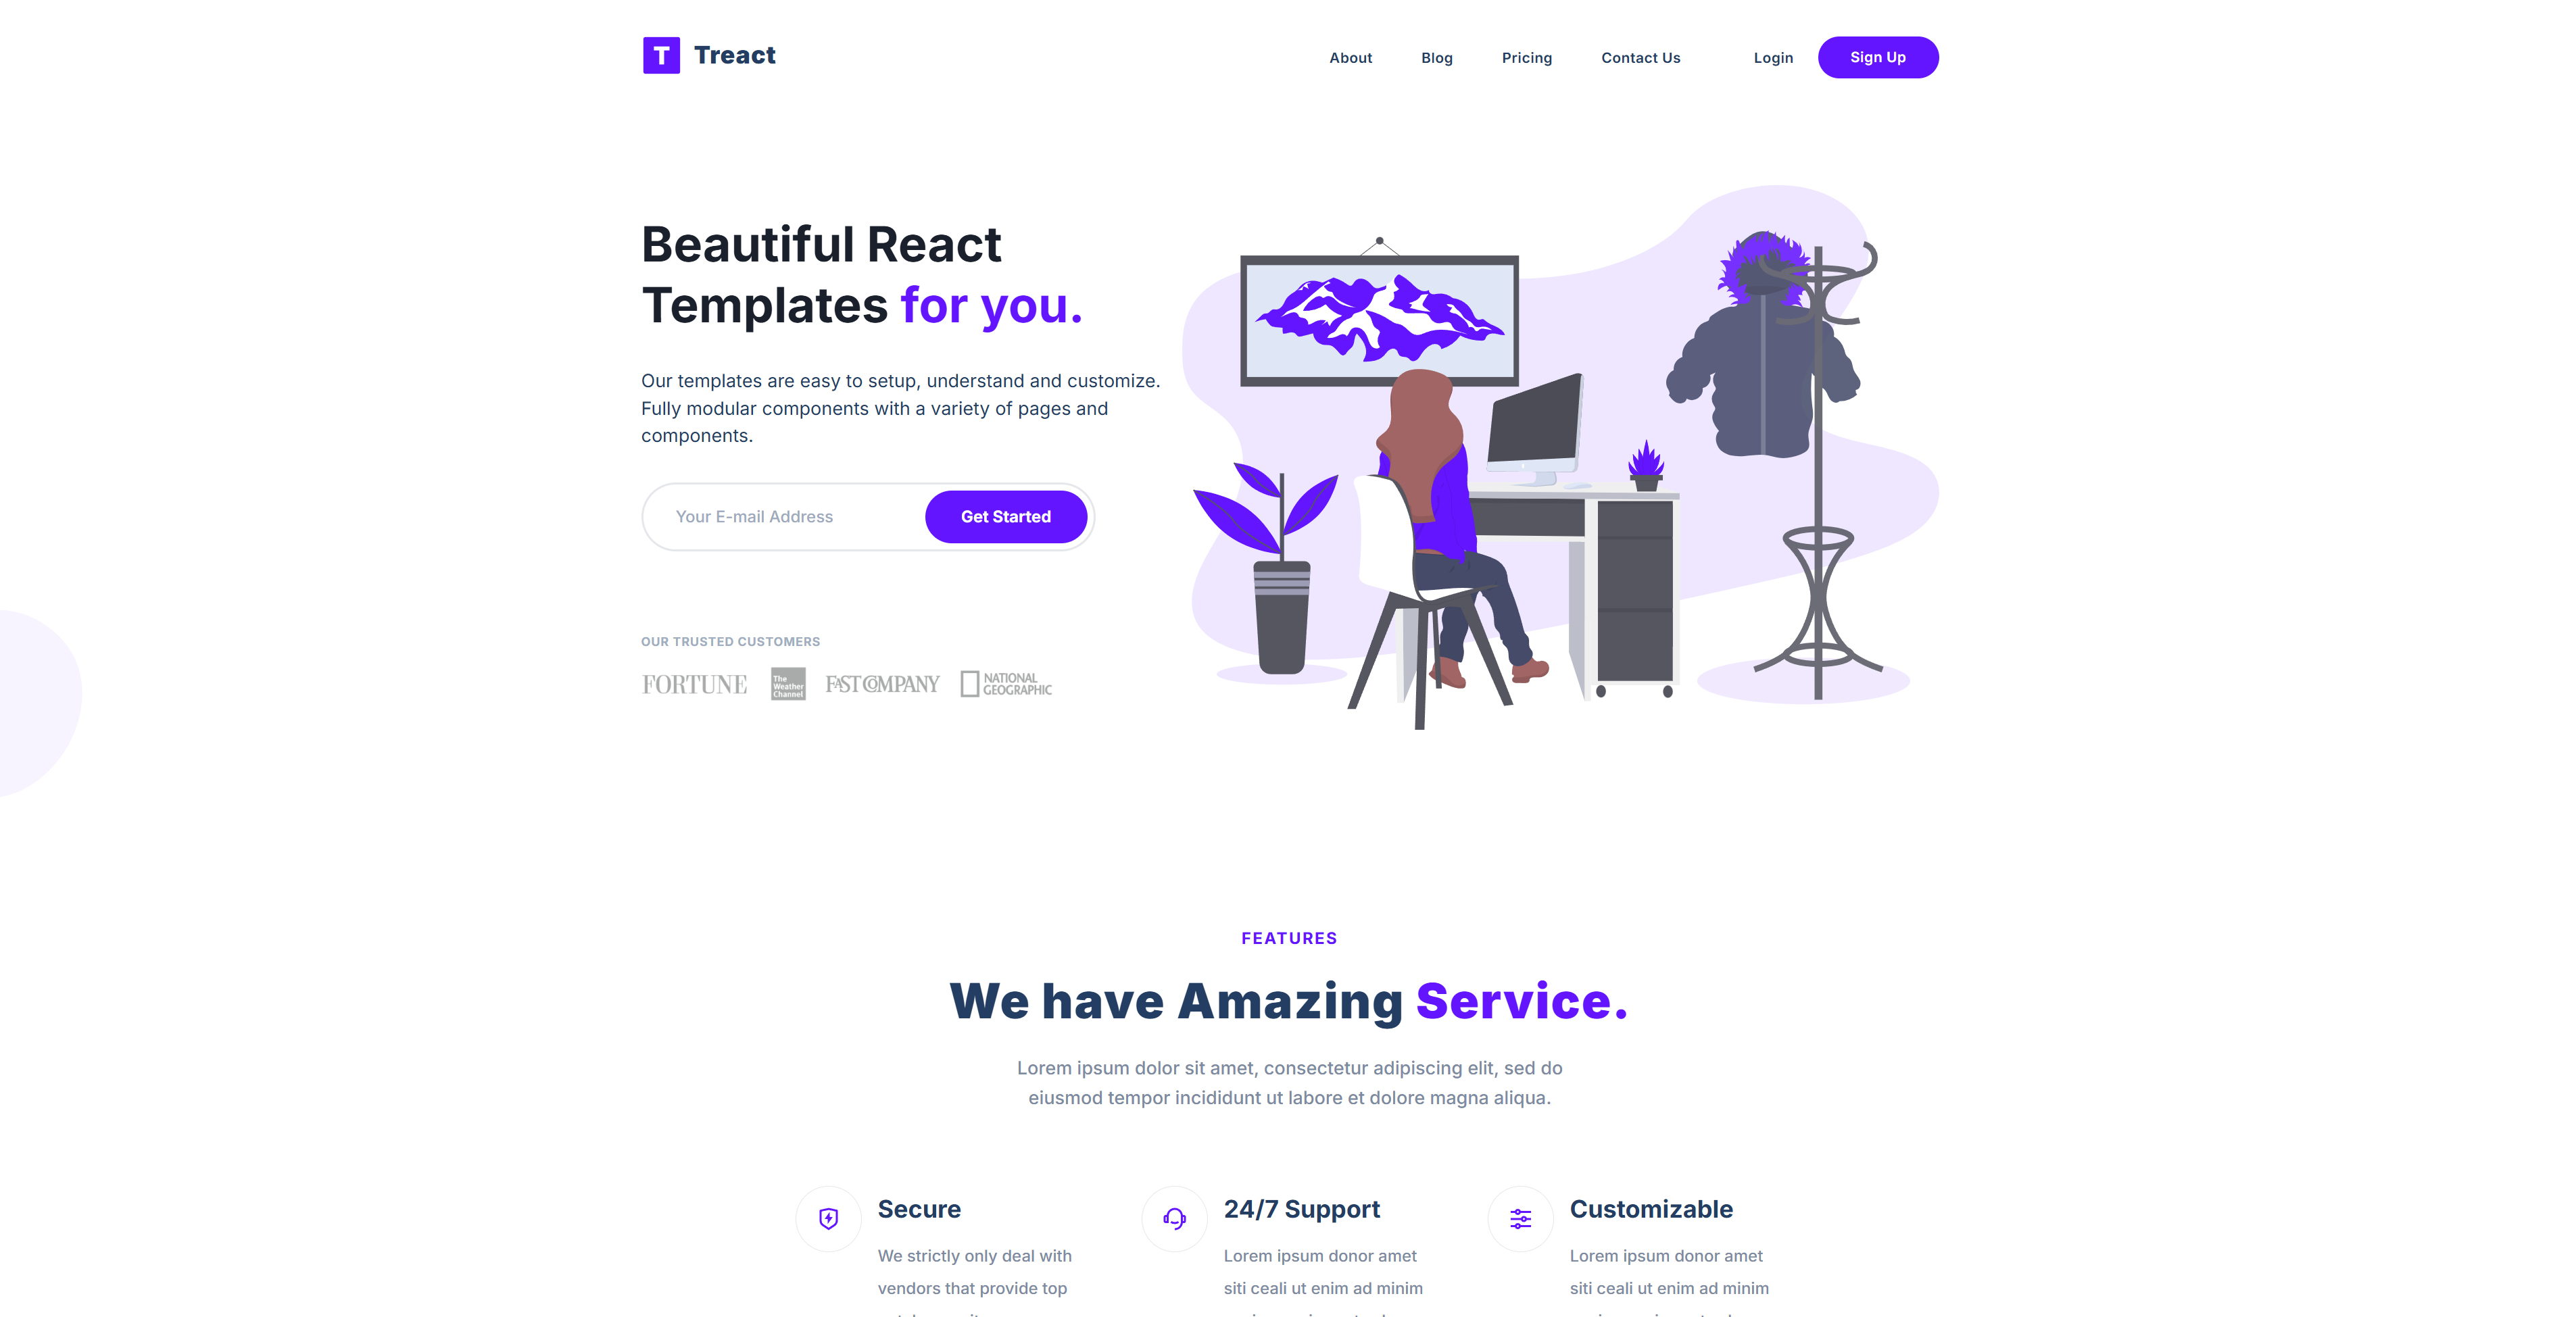 T Treact
About Blog Pricing Contact Us Login Sign Up
Beautiful React
Templates for you.
Our templates are easy to setup, understand and customize.
Fully modular components with a variety of pages and
components.
Your E-mail Address Get Started
OUR TRUSTED CUSTOMERS
FORTUNE
The
Weather
Channel
FAST COMPANY
NATIONAL
GEOGRAPHIC
FEATURES
We have Amazing Service.
Lorem ipsum dolor sit amet, consectetur adipiscing elit, sed do
eiusmod tempor incididunt ut labore et dolore magna aliqua.
Secure
We strictly only deal with
vendors that provide top
24/7 Support
Lorem ipsum donor amet
siti ceali ut enim ad minim
Customizable
Lorem ipsum donor amet
siti ceali ut enim ad minim